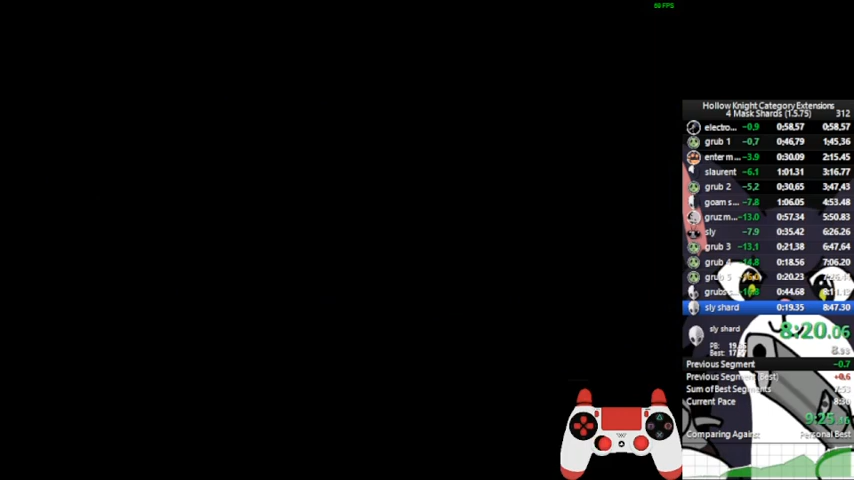 59 FPS
Hollow Knight Category Extensions
4 Mask Shards (1.5.75) 312
electro... −0.9 0:58.57 0:58.57
grub 1 −0.7 0:46.79 1:45.36
enter m... −3.9 0:30.09 2:15.45
slaurent −6.1 1:01.31 3:16.77
grub 2 −5.2 0:30.65 3:47.43
goam s... −7.8 1:06.05 4:53.48
gruz m... −13.0 0:57.34 5:50.83
sly −7.9 0:35.42 6:26.26
grub 3 −13.1 0:21.38 6:47.64
grub 4 −14.8 0:18.56 7:06.20
grub 5 0:20.23
grubs s... 0:44.68
sly shard 0:19.35 8:47.30
sly shard 8:20.06
PB:
Best:
Previous Segment −0.7
Previous Segment (Best) +0.6
Sum of Best Segments
Current Pace
9:25.46
Comparing Against Personal Best